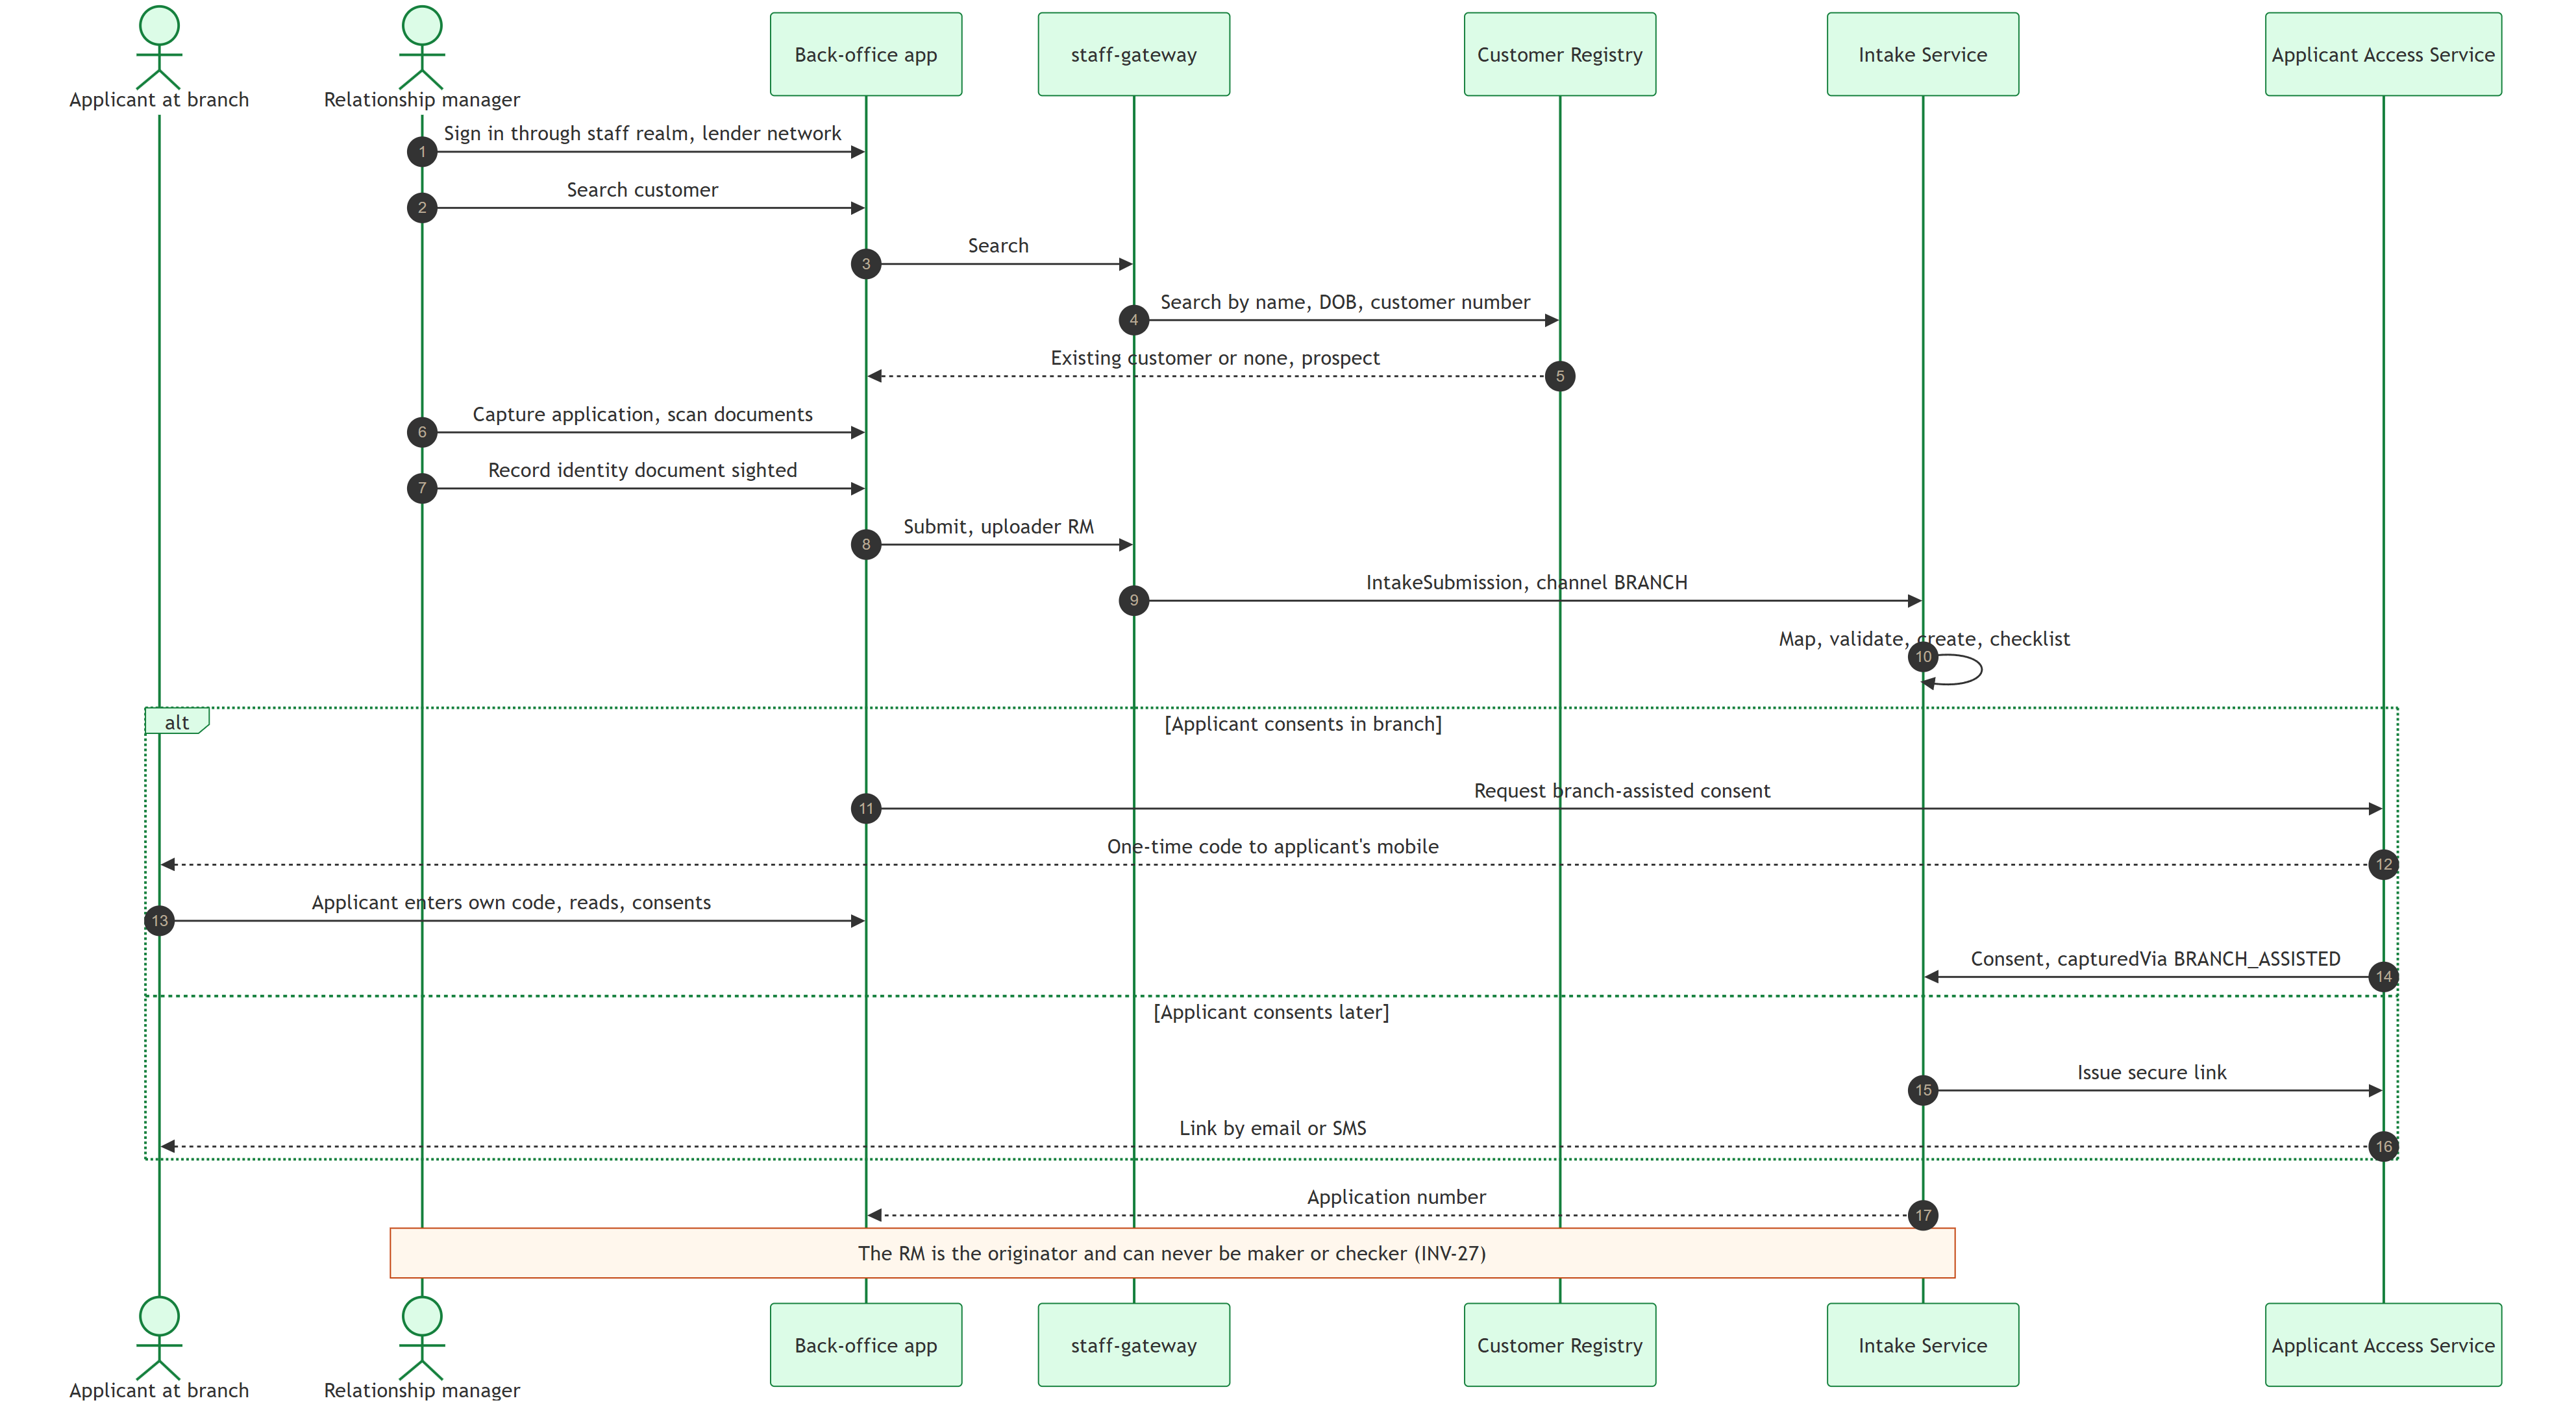 Applicant at branch
Relationship manager
Back-office app
staff-gateway
Customer Registry
Intake Service
Applicant Access Service
Sign in through staff realm, lender network
1
Search customer
2
Search
3
Search by name, DOB, customer number
4
Existing customer or none, prospect
5
Capture application, scan documents
6
Record identity document sighted
7
Submit, uploader RM
8
IntakeSubmission, channel BRANCH
9
Map, validate, create, checklist
10
alt
[Applicant consents in branch]
Request branch-assisted consent
11
One-time code to applicant's mobile
12
Applicant enters own code, reads, consents
13
Consent, capturedVia BRANCH_ASSISTED
14
[Applicant consents later]
Issue secure link
15
Link by email or SMS
16
Application number
17
The RM is the originator and can never be maker or checker (INV-27)
Applicant at branch
Relationship manager
Back-office app
staff-gateway
Customer Registry
Intake Service
Applicant Access Service